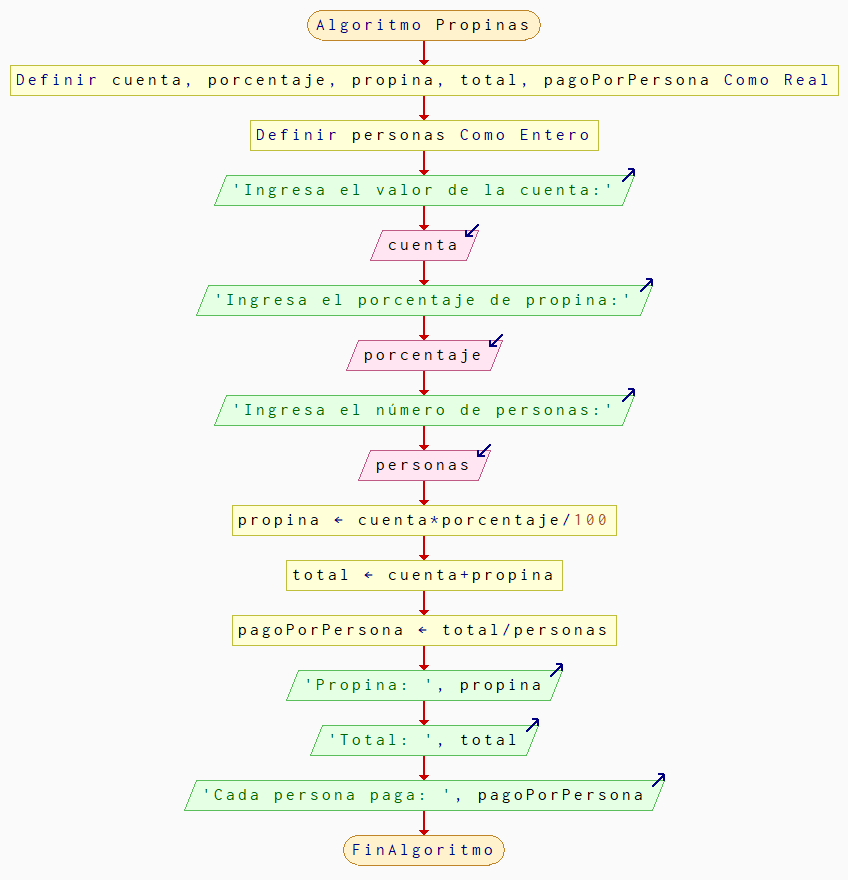 Algoritmo Propinas
Definir cuenta, porcentaje, propina, total, pagoPorPersona Como Real
Definir personas Como Entero
'Ingresa el valor de la cuenta:'
cuenta
'Ingresa el porcentaje de propina:'
porcentaje
'Ingresa el número de personas:'
personas
propina ← cuenta*porcentaje/100
total ← cuenta+propina
pagoPorPersona ← total/personas
'Propina: ', propina
'Total: ', total
'Cada persona paga: ', pagoPorPersona
FinAlgoritmo